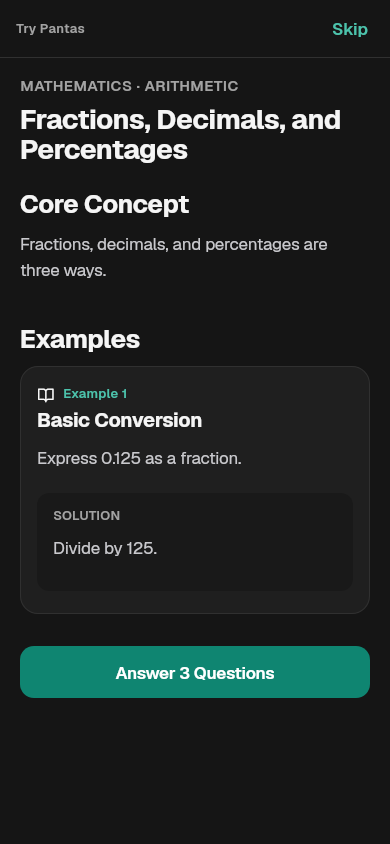 Try Pantas
Skip
MATHEMATICS · ARITHMETIC
Fractions, Decimals, and
Percentages
Core Concept
Fractions, decimals, and percentages are
three ways.
Examples
Example 1
Basic Conversion
Express 0.125 as a fraction.
SOLUTION
Divide by 125.
Answer 3 Questions